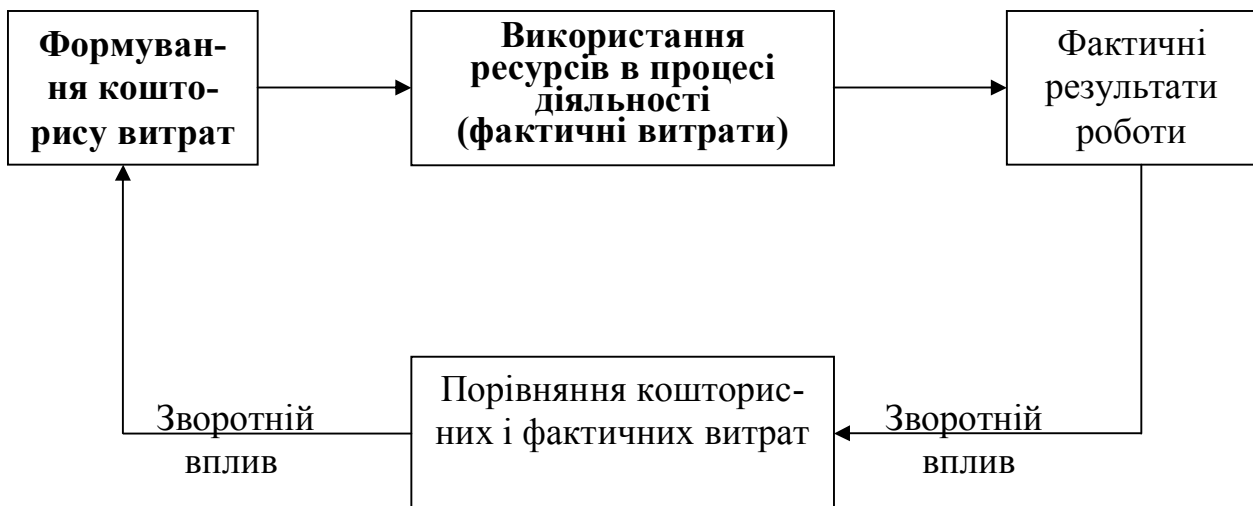 Формуван-
ня кошто-
рису витрат
Використання
ресурсів в процесі
діяльності
(фактичні витрати)
Фактичні
результати
роботи
Порівняння кошторис-
них і фактичних витрат
Зворотній
вплив
Зворотній
вплив